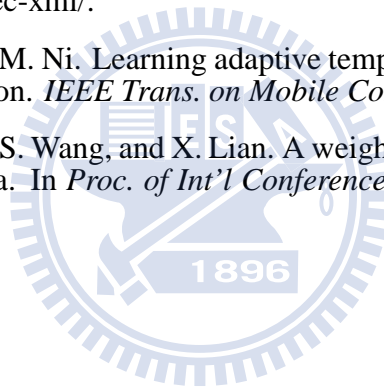 ec-xml/.
M. Ni. Learning adaptive temp
on. IEEE Trans. on Mobile Co
S. Wang, and X. Lian. A weigh
a. In Proc. of Int'l Conference
E S
A
1896